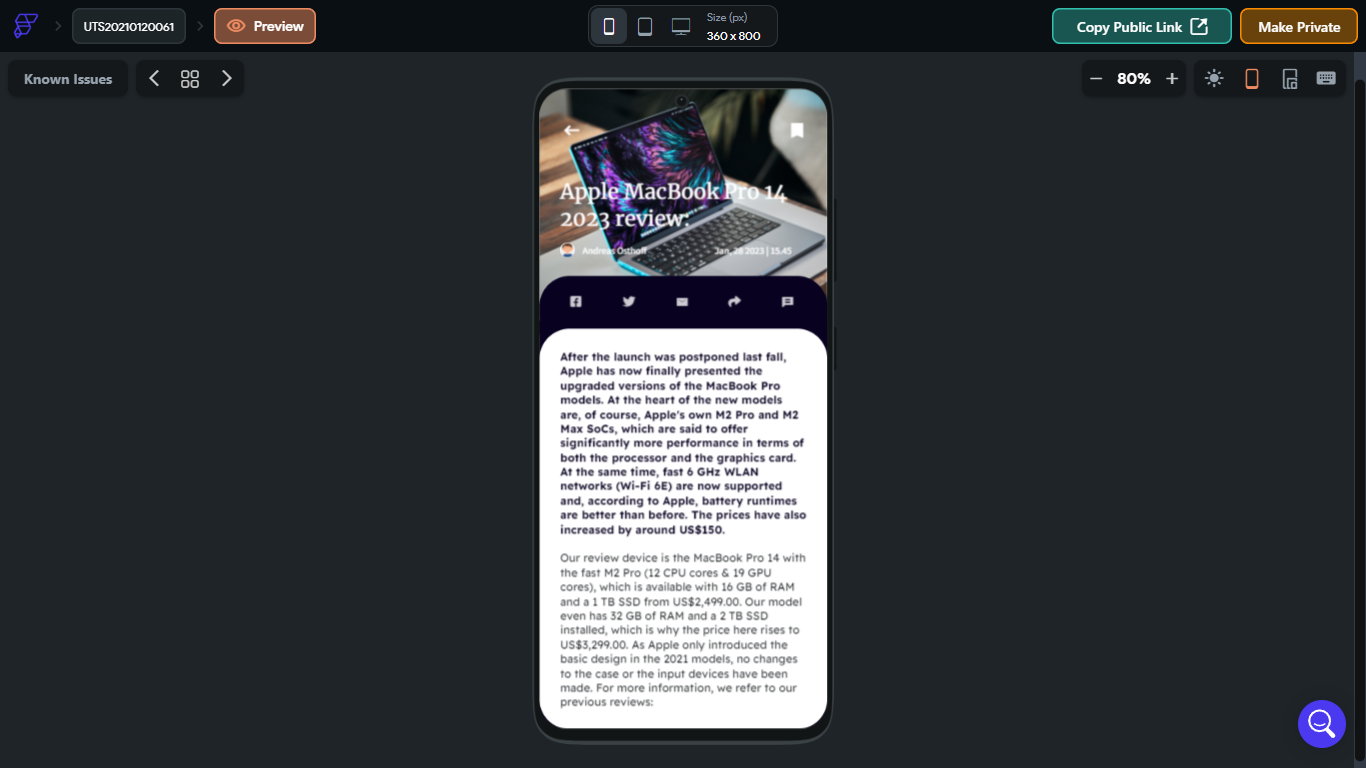 UTS20210120061
Preview
Size (px)
360 x 800
Copy Public Link
Make Private
Known Issues
80%
Apple MacBook Pro 14
2023 review:
Andreas Osthoff
Jan, 28 2023 | 15.45
After the launch was postponed last fall,
Apple has now finally presented the
upgraded versions of the MacBook Pro
models. At the heart of the new models
are, of course, Apple's own M2 Pro and M2
Max SoCs, which are said to offer
significantly more performance in terms of
both the processor and the graphics card.
At the same time, fast 6 GHz WLAN
networks (Wi-Fi 6E) are now supported
and, according to Apple, battery runtimes
are better than before. The prices have also
increased by around US$150.
Our review device is the MacBook Pro 14 with
the fast M2 Pro (12 CPU cores & 19 GPU
cores), which is available with 16 GB of RAM
and a 1 TB SSD from US$2,499.00. Our model
even has 32 GB of RAM and a 2 TB SSD
installed, which is why the price here rises to
US$3,299.00. As Apple only introduced the
basic design in the 2021 models, no changes
to the case or the input devices have been
made. For more information, we refer to our
previous reviews: